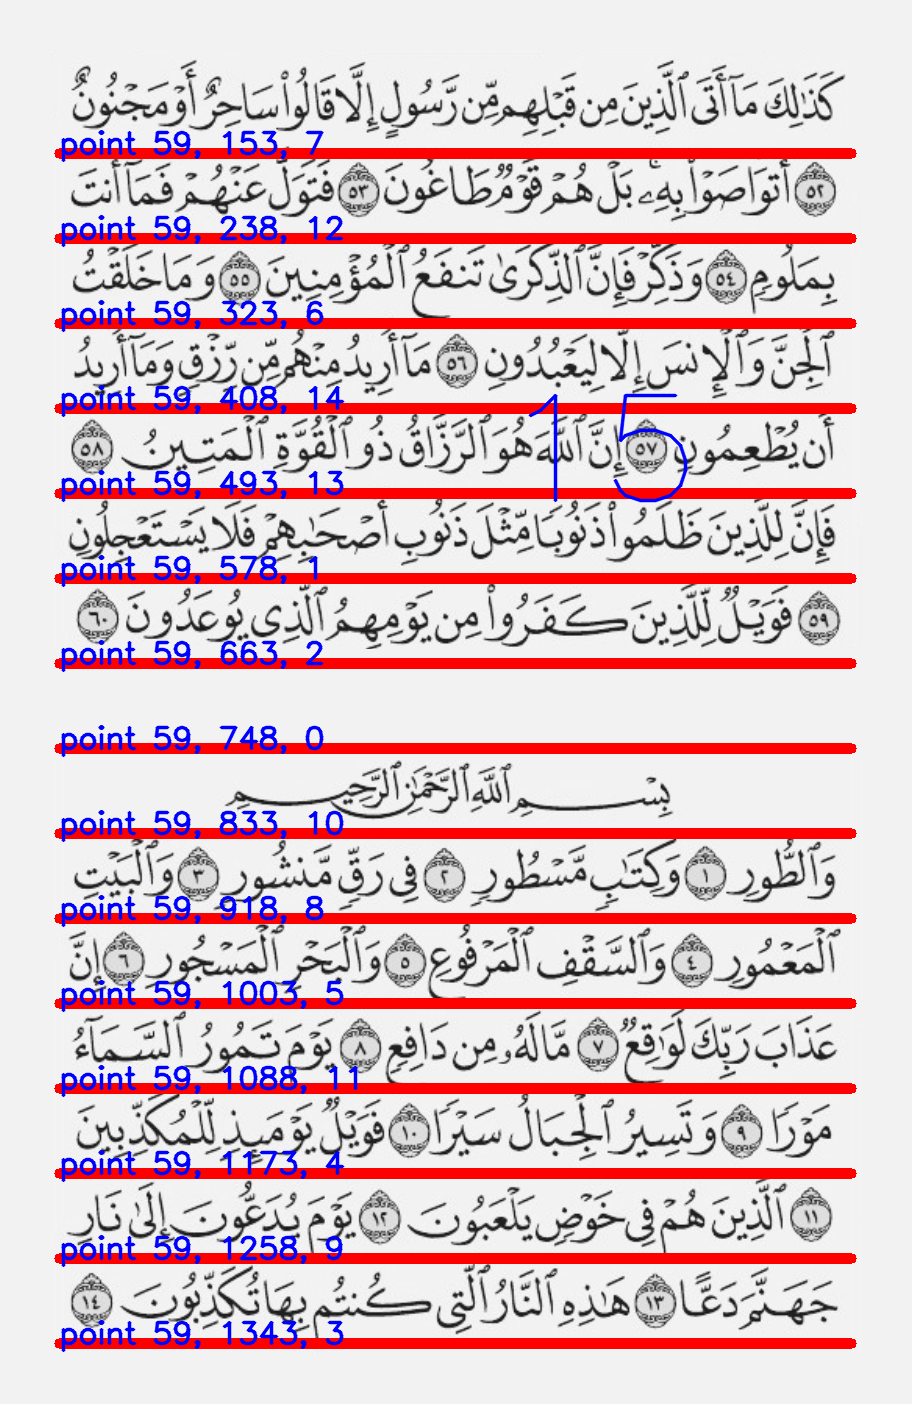 كَذَٰلِكَ مَآ أَتَى ٱلَّذِينَ مِن قَبْلِهِم مِّن رَّسُولٍ إِلَّا قَالُوا۟ سَاحِرٌ أَوْ مَجْنُونٌ
point 59, 153, 7
٥٢ أَتَوَاصَوْا۟ بِهِۦ ۚ بَلْ هُمْ قَوْمٌ طَاغُونَ ٥٣ فَتَوَلَّ عَنْهُمْ فَمَآ أَنتَ
point 59, 238, 12
بِمَلُومٍ ٥٤ وَذَكِّرْ فَإِنَّ ٱلذِّكْرَىٰ تَنفَعُ ٱلْمُؤْمِنِينَ ٥٥ وَمَا خَلَقْتُ
point 59, 323, 6
ٱلْجِنَّ وَٱلْإِنسَ إِلَّا لِيَعْبُدُونِ ٥٦ مَآ أُرِيدُ مِنْهُم مِّن رِّزْقٍ وَمَآ أُرِيدُ
point 59, 408, 14
15
أَن يُطْعِمُونِ ٥٧ إِنَّ ٱللَّهَ هُوَ ٱلرَّزَّاقُ ذُو ٱلْقُوَّةِ ٱلْمَتِينُ ٥٨
point 59, 493, 13
فَإِنَّ لِلَّذِينَ ظَلَمُوا۟ ذَنُوبًا مِّثْلَ ذَنُوبِ أَصْحَٰبِهِمْ فَلَا يَسْتَعْجِلُونِ
point 59, 578, 1
٥٩ فَوَيْلٌ لِّلَّذِينَ كَفَرُوا۟ مِن يَوْمِهِمُ ٱلَّذِى يُوعَدُونَ ٦٠
point 59, 663, 2
point 59, 748, 0
بِسْمِ ٱللَّهِ ٱلرَّحْمَٰنِ ٱلرَّحِيمِ
point 59, 833, 10
وَٱلطُّورِ ١ وَكِتَٰبٍ مَّسْطُورٍ ٢ فِى رَقٍّ مَّنشُورٍ ٣ وَٱلْبَيْتِ
point 59, 918, 8
ٱلْمَعْمُورِ ٤ وَٱلسَّقْفِ ٱلْمَرْفُوعِ ٥ وَٱلْبَحْرِ ٱلْمَسْجُورِ ٦ إِنَّ
point 59, 1003, 5
عَذَابَ رَبِّكَ لَوَٰقِعٌ ٧ مَّا لَهُۥ مِن دَافِعٍ ٨ يَوْمَ تَمُورُ ٱلسَّمَآءُ
point 59, 1088, 11
مَوْرًا ٩ وَتَسِيرُ ٱلْجِبَالُ سَيْرًا ١٠ فَوَيْلٌ يَوْمَئِذٍ لِّلْمُكَذِّبِينَ
point 59, 1173, 4
١١ ٱلَّذِينَ هُمْ فِى خَوْضٍ يَلْعَبُونَ ١٢ يَوْمَ يُدَعُّونَ إِلَىٰ نَارِ
point 59, 1258, 9
جَهَنَّمَ دَعًّا ١٣ هَٰذِهِ ٱلنَّارُ ٱلَّتِى كُنتُم بِهَا تُكَذِّبُونَ ١٤
point 59, 1343, 3